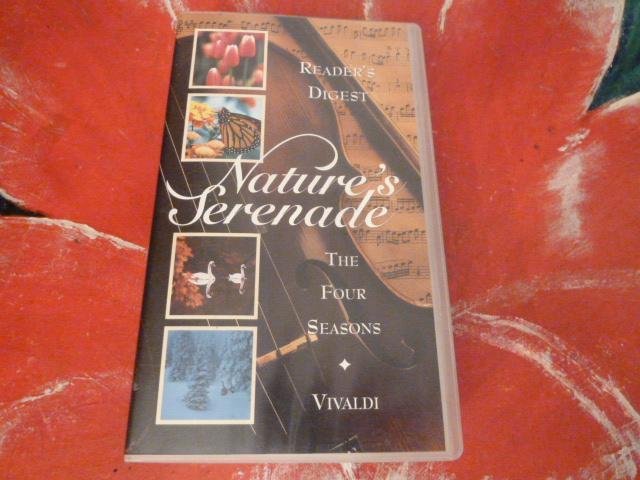 READER'S
DIGEST
Nature's
Serenade
THE
FOUR
SEASONS
VIVALDI